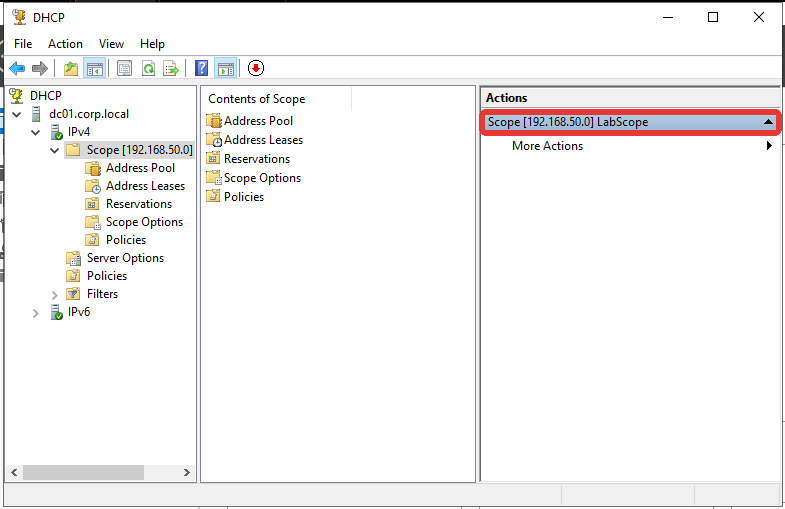 DHCP
File Action View Help
DHCP
dc01.corp.local
IPv4
Scope [192.168.50.0]
Address Pool
Address Leases
Reservations
Scope Options
Policies
Server Options
Policies
Filters
IPv6
Contents of Scope
Address Pool
Address Leases
Reservations
Scope Options
Policies
Actions
Scope [192.168.50.0] LabScope
More Actions